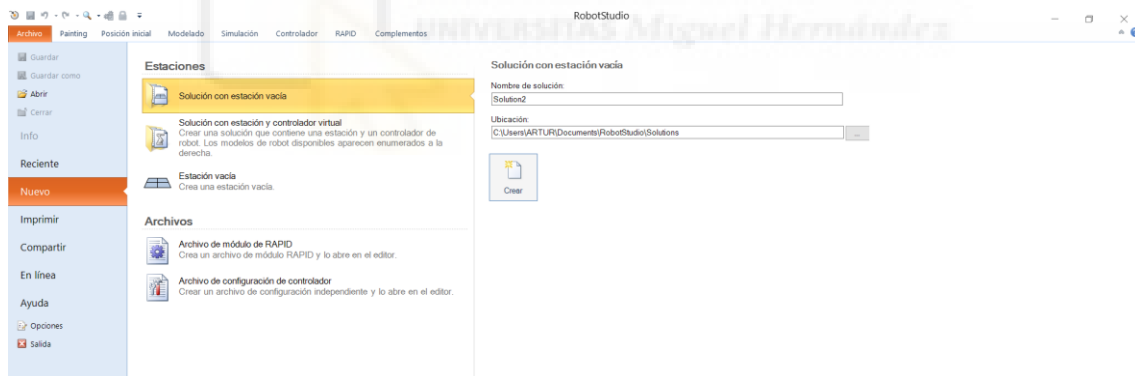 RobotStudio
Archivo Painting Posición inicial Modelado Simulación Controlador RAPID Complementos
UNIVERSITAS Miguel Hernández
Guardar
Guardar como
Abrir
Cerrar
Info
Reciente
Nuevo
Imprimir
Compartir
En línea
Ayuda
Opciones
Salida
Estaciones
Solución con estación vacía
Solución con estación y controlador virtual
Crear una solución que contiene una estación y un controlador de
robot. Los modelos de robot disponibles aparecen enumerados a la
derecha.
Estación vacía
Crea una estación vacía.
Archivos
Archivo de módulo de RAPID
Crea un archivo de módulo RAPID y lo abre en el editor.
Archivo de configuración de controlador
Crear un archivo de configuración independiente y lo abre en el editor.
Solución con estación vacía
Nombre de solución:
Solution2
Ubicación:
C:\Users\ARTUR\Documents\RobotStudio\Solutions
...
Crear